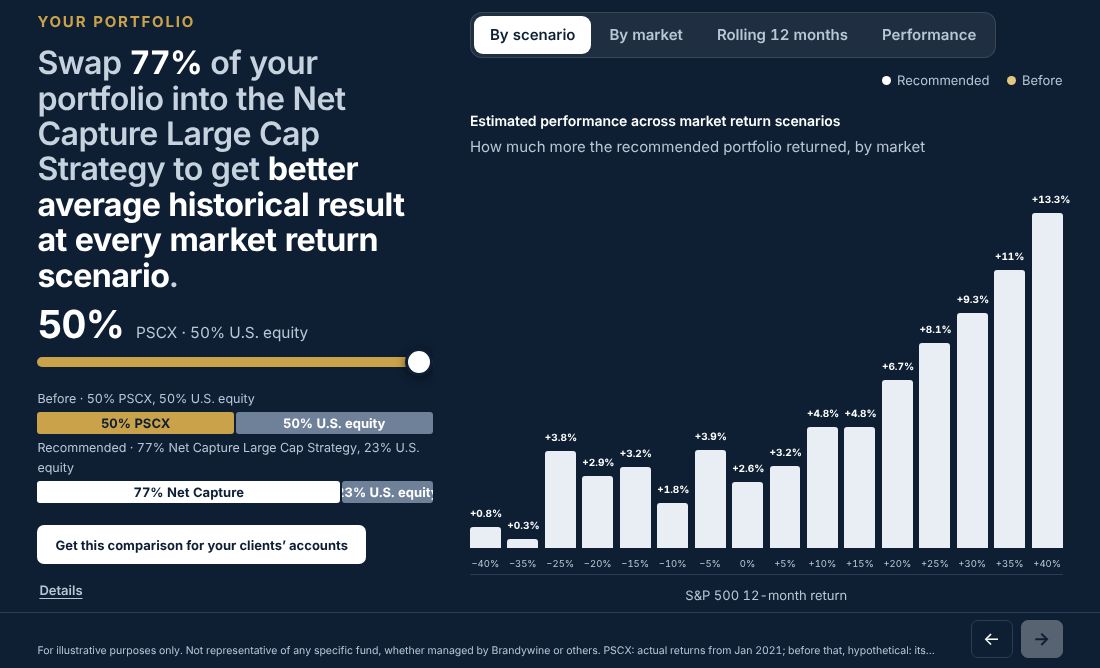 YOUR PORTFOLIO
Swap 77% of your
portfolio into the Net
Capture Large Cap
Strategy to get better
average historical result
at every market return
scenario.
50% PSCX · 50% U.S. equity
Before · 50% PSCX, 50% U.S. equity
50% PSCX 50% U.S. equity
Recommended · 77% Net Capture Large Cap Strategy, 23% U.S.
equity
77% Net Capture 23% U.S. equity
Get this comparison for your clients’ accounts
Details
By scenario By market Rolling 12 months Performance
Recommended Before
Estimated performance across market return scenarios
How much more the recommended portfolio returned, by market
+0.8% +0.3% +3.8% +2.9% +3.2% +1.8% +3.9% +2.6% +3.2% +4.8% +4.8% +6.7% +8.1% +9.3% +11% +13.3%
−40% −35% −25% −20% −15% −10% −5% 0% +5% +10% +15% +20% +25% +30% +35% +40%
S&P 500 12-month return
For illustrative purposes only. Not representative of any specific fund, whether managed by Brandywine or others. PSCX: actual returns from Jan 2021; before that, hypothetical: its…